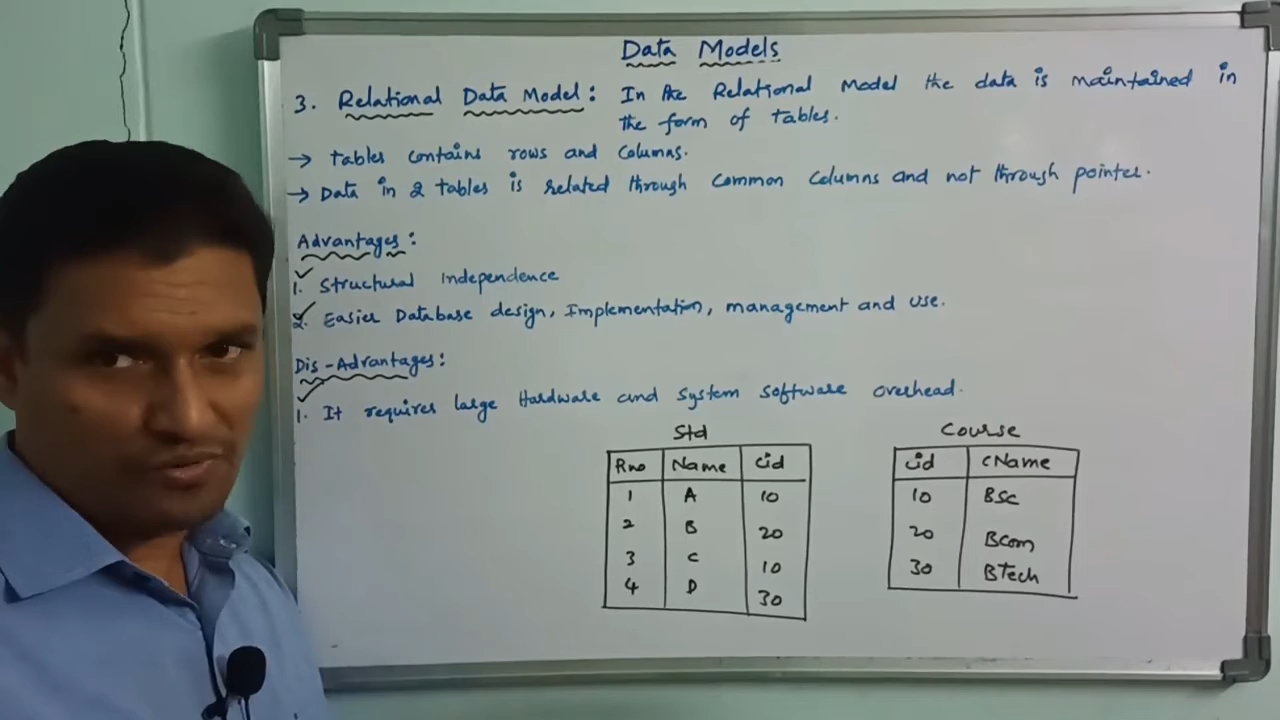 Data Models
3. Relational Data Model: In the Relational Model the data is maintained in
the form of tables.
→ Tables contains rows and columns.
→ Data in 2 tables is related through common columns and not through pointer.
Advantages:
1. Structural independence
2. Easier Database design, Implementation, management and use.
Dis-Advantages:
1. It requires large Hardware and system software overhead.
Std Course
Rno Name Cid cid CName
1 A 10 10 BSc
2 B 20 20 BCom
3 C 10 30 BTech
4 D 30